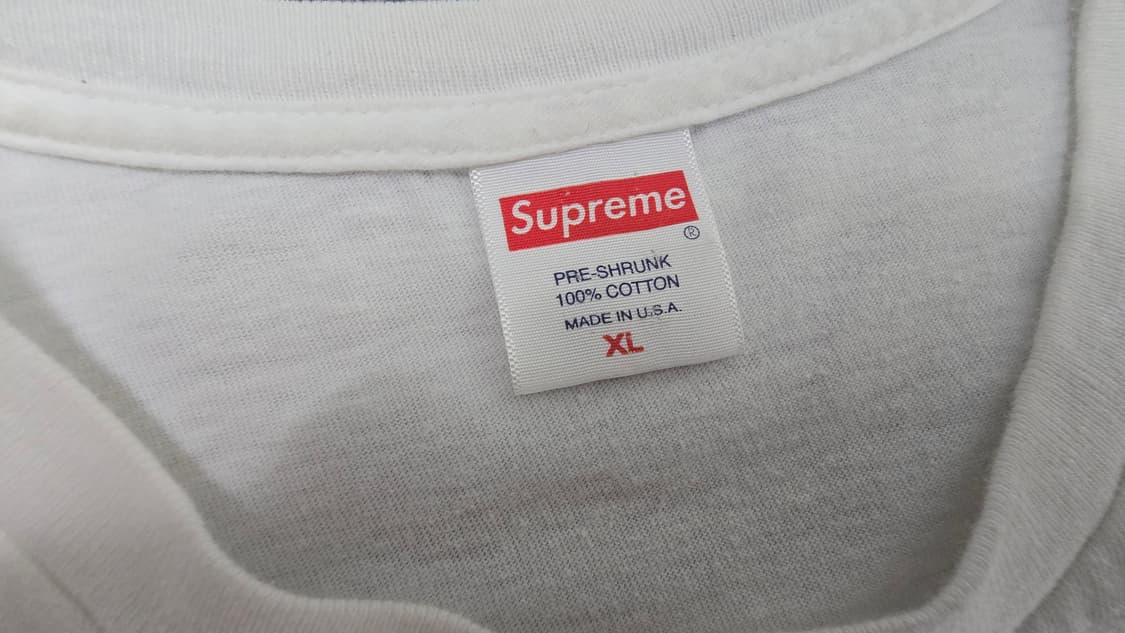 Supreme
®
PRE-SHRUNK
100% COTTON
MADE IN U.S.A.
XL